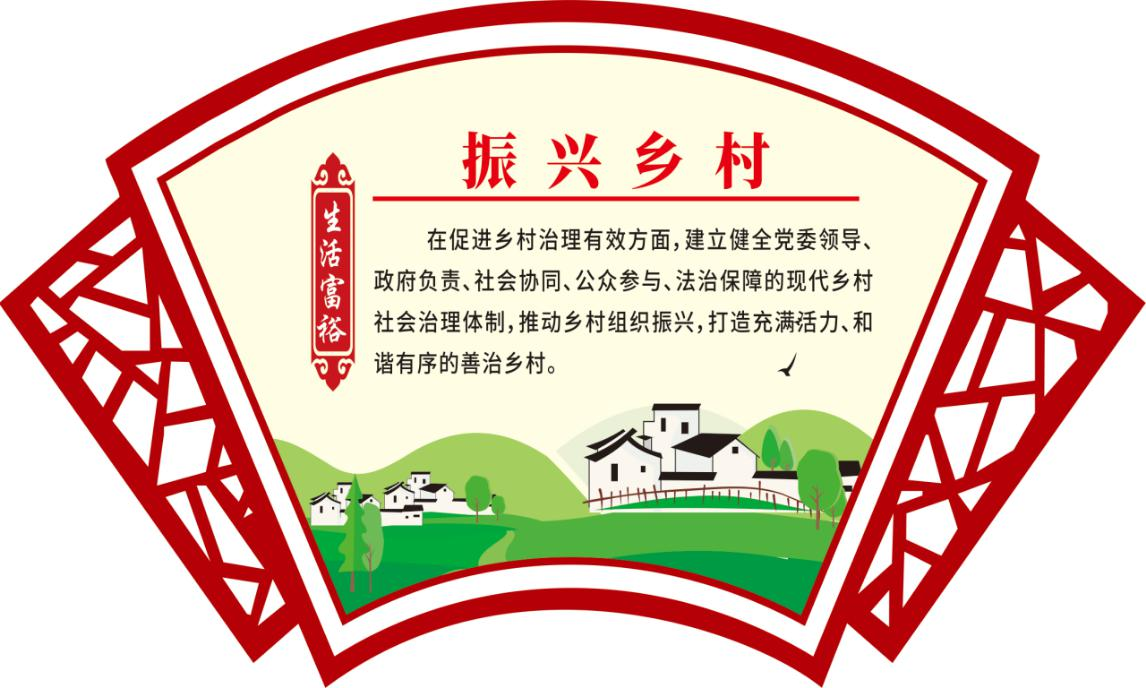 振兴乡村
生活富裕
在促进乡村治理有效方面,建立健全党委领导、
政府负责、社会协同、公众参与、法治保障的现代乡村
社会治理体制,推动乡村组织振兴,打造充满活力、和
谐有序的善治乡村。